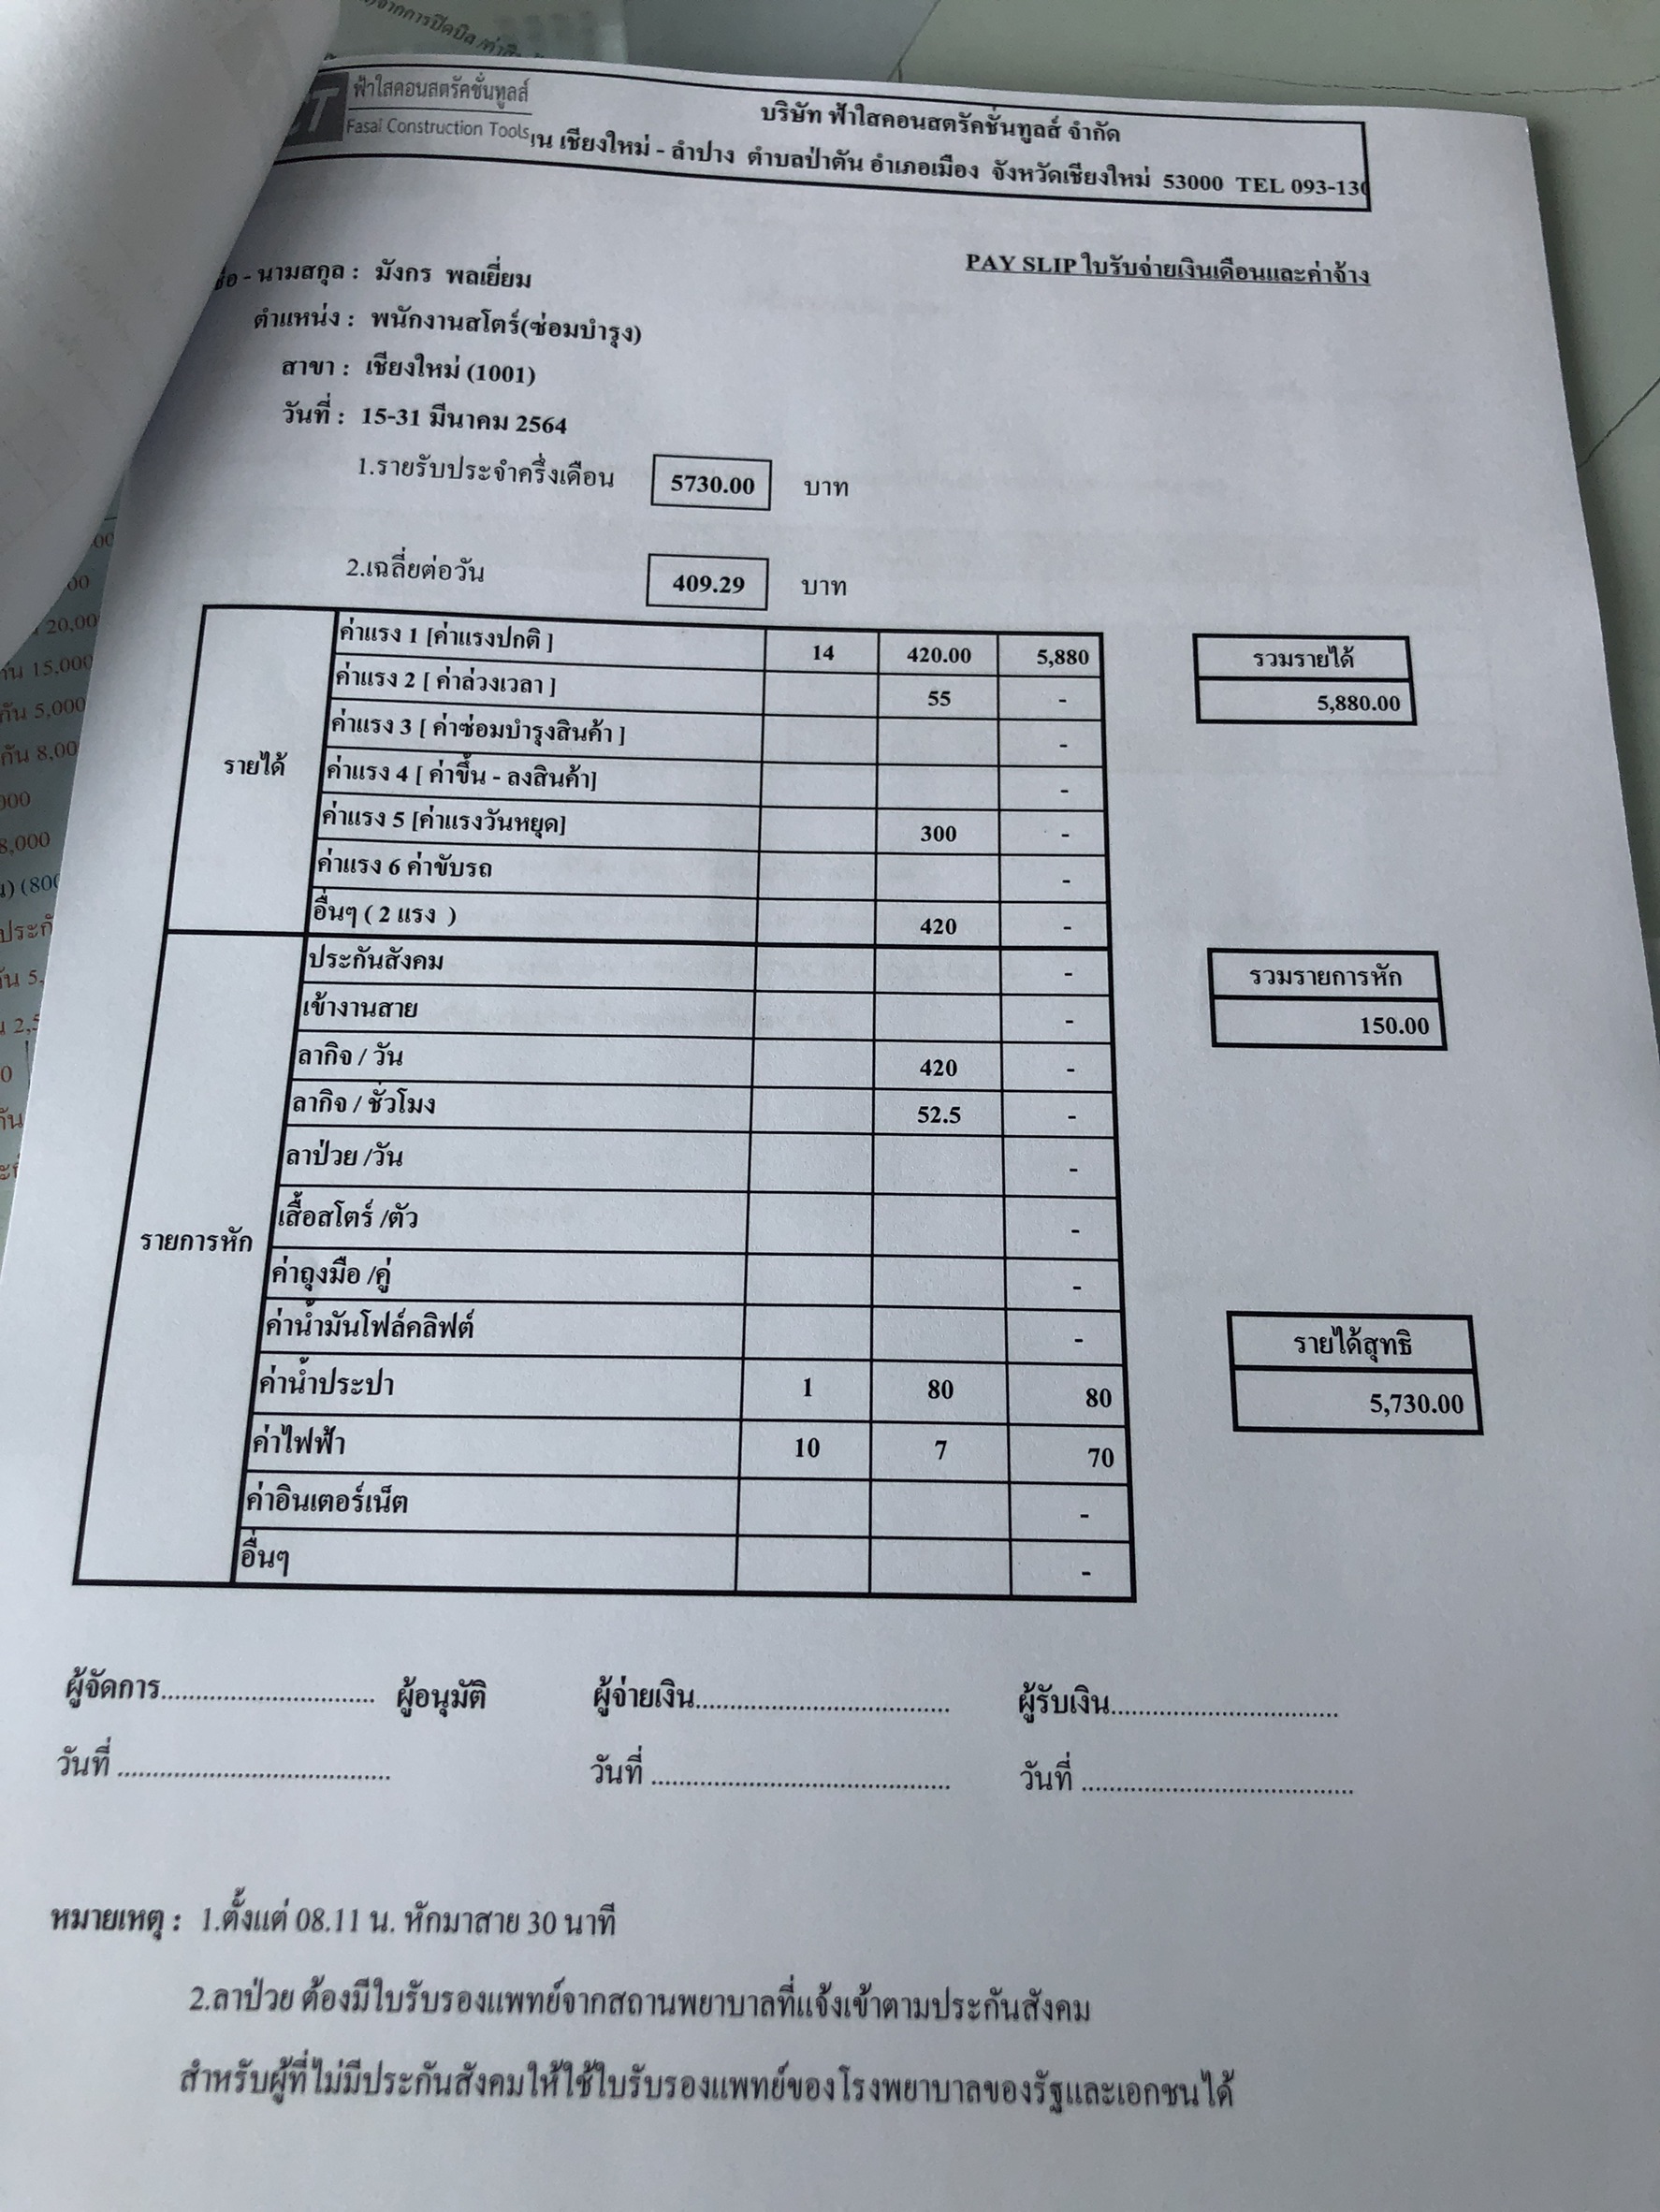 จากการปิดบิล
ฟ้าใสคอนสตรัคชั่นทูลส์
Fasai Construction Tools
บริษัท ฟ้าใสคอนสตรัคชั่นทูลส์ จำกัด
เชียงใหม่ - ลำปาง ตำบลป่าตัน อำเภอเมือง จังหวัดเชียงใหม่ 53000 TEL 093-130
PAY SLIP ใบรับจ่ายเงินเดือนและค่าจ้าง
- นามสกุล : มังกร พลเยี่ยม
ตำแหน่ง : พนักงานสโตร์(ซ่อมบำรุง)
สาขา : เชียงใหม่ (1001)
วันที่ : 15-31 มีนาคม 2564
1.รายรับประจำครึ่งเดือน 5730.00 บาท
2.เฉลี่ยต่อวัน 409.29 บาท
รายได้
ค่าแรง 1 [ค่าแรงปกติ ] 14 420.00 5,880
ค่าแรง 2 [ ค่าล่วงเวลา ] 55 -
ค่าแรง 3 [ ค่าซ่อมบำรุงสินค้า ] -
ค่าแรง 4 [ ค่าขึ้น - ลงสินค้า] -
ค่าแรง 5 [ค่าแรงวันหยุด] 300 -
ค่าแรง 6 ค่าขับรถ -
อื่นๆ ( 2 แรง ) 420 -
รวมรายได้
5,880.00
รายการหัก
ประกันสังคม -
เข้างานสาย -
ลากิจ / วัน 420 -
ลากิจ / ชั่วโมง 52.5 -
ลาป่วย /วัน -
เสื้อสโตร์ /ตัว -
ค่าถุงมือ /คู่ -
ค่าน้ำมันโฟล์คลิฟต์ -
ค่าน้ำประปา 1 80 80
ค่าไฟฟ้า 10 7 70
ค่าอินเตอร์เน็ต -
อื่นๆ -
รวมรายการหัก
150.00
รายได้สุทธิ
5,730.00
ผู้จัดการ............................... ผู้อนุมัติ ผู้จ่ายเงิน.................................... ผู้รับเงิน................................
วันที่ ....................................... วันที่ .......................................... วันที่ .......................................
หมายเหตุ : 1.ตั้งแต่ 08.11 น. หักมาสาย 30 นาที
2.ลาป่วย ต้องมีใบรับรองแพทย์จากสถานพยาบาลที่แจ้งเข้าตามประกันสังคม
สำหรับผู้ที่ไม่มีประกันสังคมให้ใช้ใบรับรองแพทย์ของโรงพยาบาลของรัฐและเอกชนได้